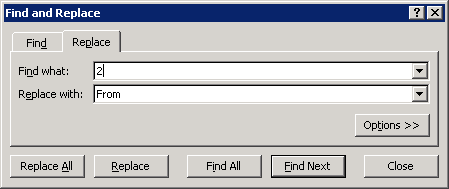 Find and Replace
Find Replace
Find what: 2
Replace with: From
Options >>
Replace All Replace Find All Find Next Close